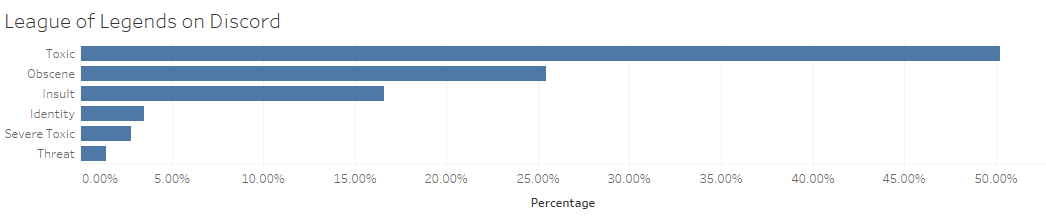 League of Legends on Discord
Toxic
Obscene
Insult
Identity
Severe Toxic
Threat
0.00% 5.00% 10.00% 15.00% 20.00% 25.00% 30.00% 35.00% 40.00% 45.00% 50.00%
Percentage